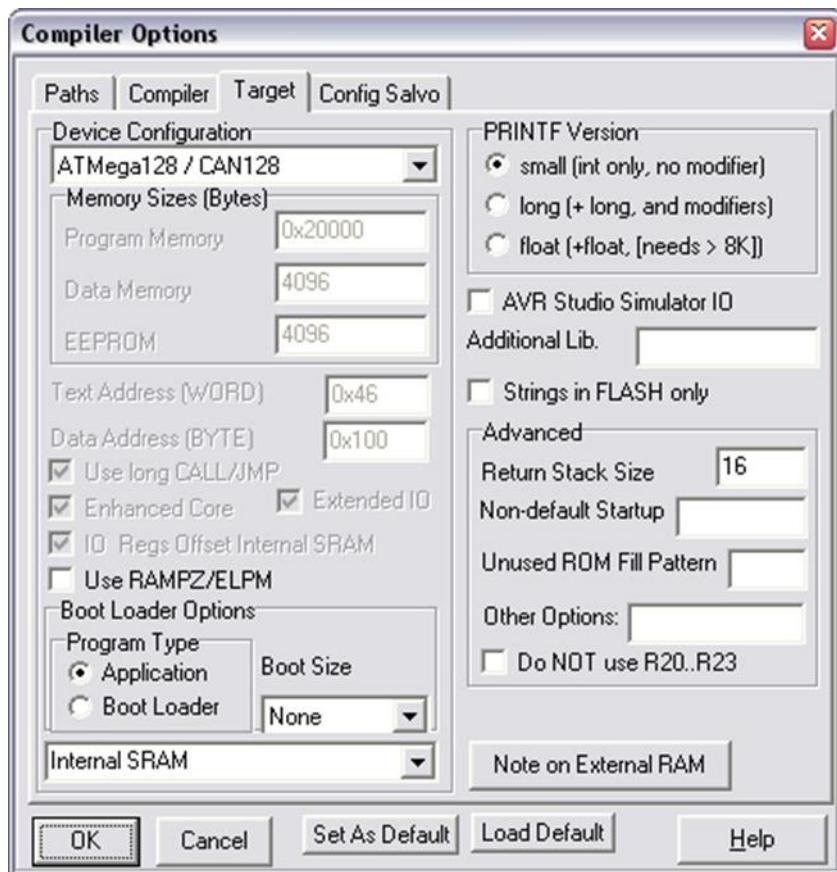 Compiler Options
Paths Compiler Target Config Salvo
Device Configuration
ATMega128 / CAN128
Memory Sizes (Bytes)
Program Memory 0x20000
Data Memory 4096
EEPROM 4096
Text Address (WORD) 0x46
Data Address (BYTE) 0x100
Use long CALL/JMP
Enhanced Core Extended IO
IO Regs Offset Internal SRAM
Use RAMPZ/ELPM
Boot Loader Options
Program Type
Application
Boot Loader
Boot Size
None
Internal SRAM
PRINTF Version
small (int only, no modifier)
long (+ long, and modifiers)
float (+float, [needs > 8K])
AVR Studio Simulator IO
Additional Lib.
Strings in FLASH only
Advanced
Return Stack Size 16
Non-default Startup
Unused ROM Fill Pattern
Other Options:
Do NOT use R20..R23
Note on External RAM
OK Cancel Set As Default Load Default Help